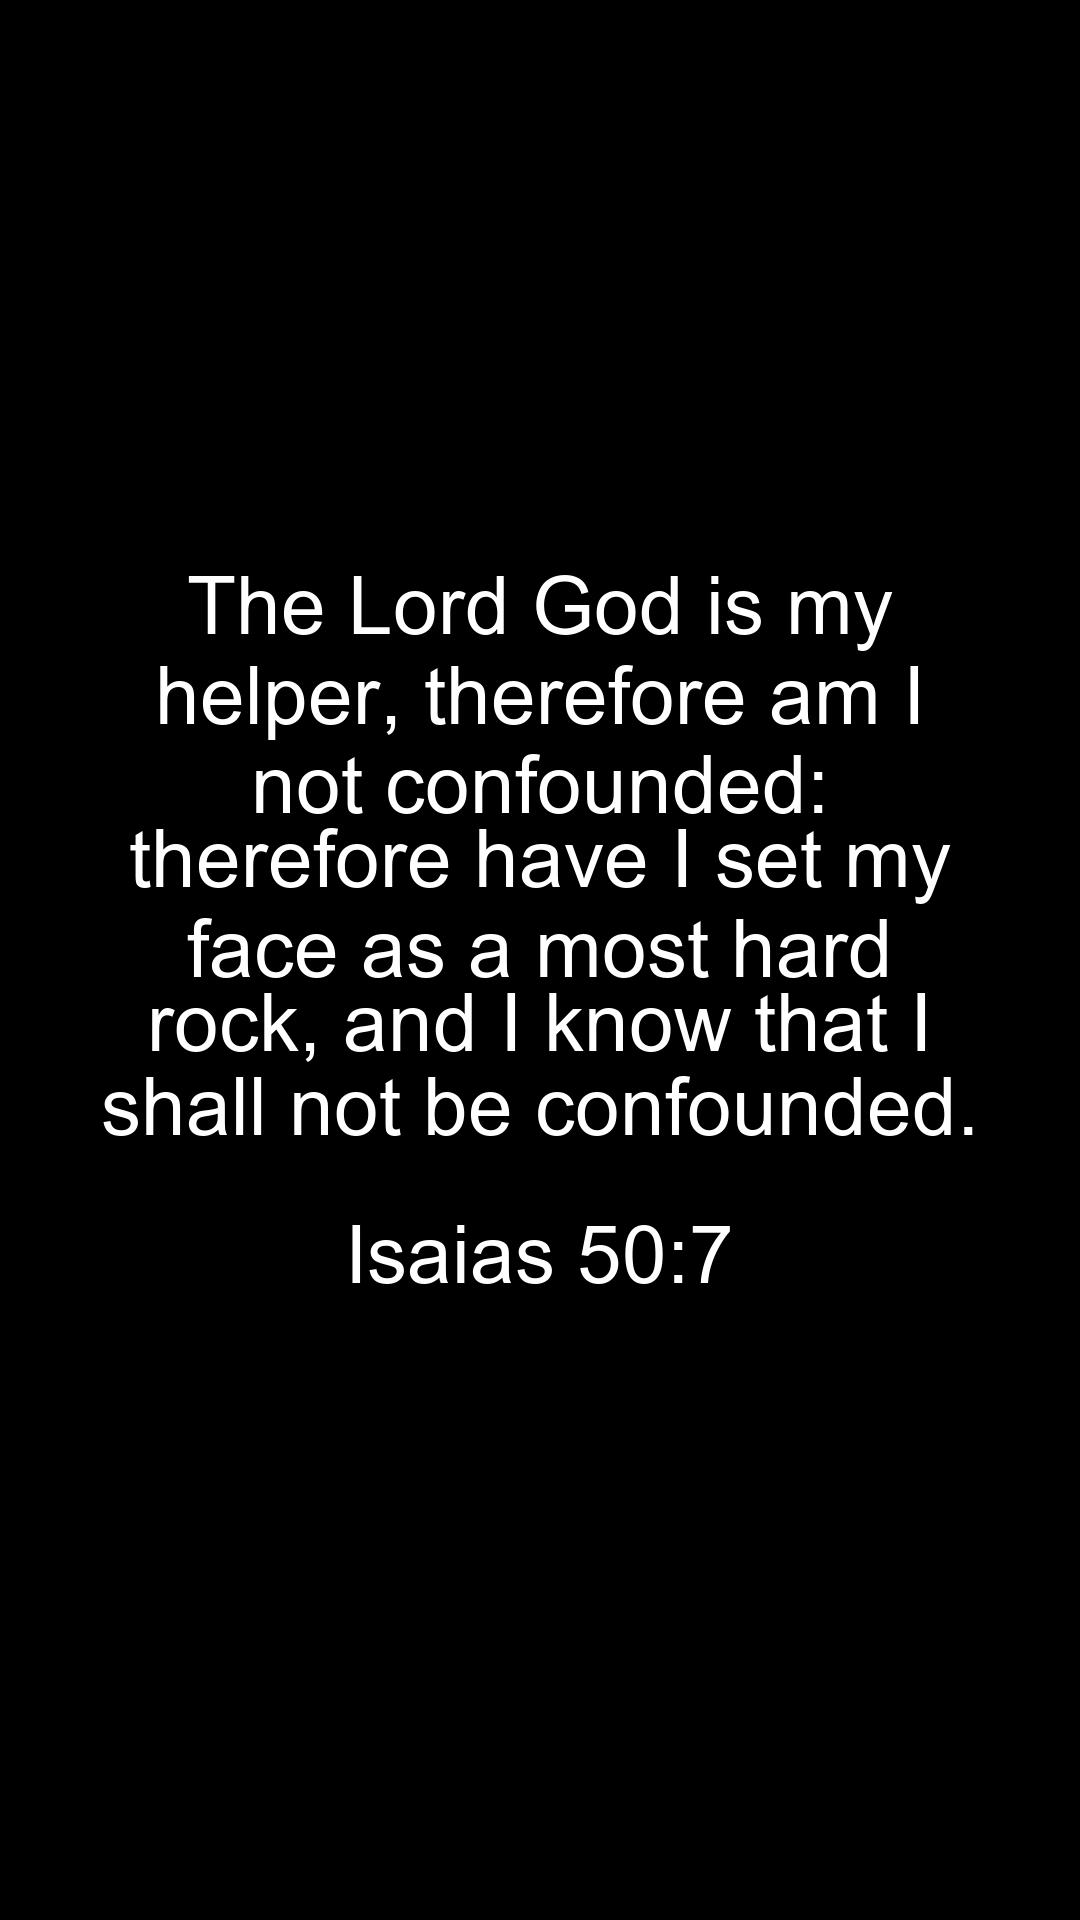 The Lord God is my
helper, therefore am I
not confounded:
therefore have I set my
face as a most hard
rock, and I know that I
shall not be confounded.
Isaias 50:7